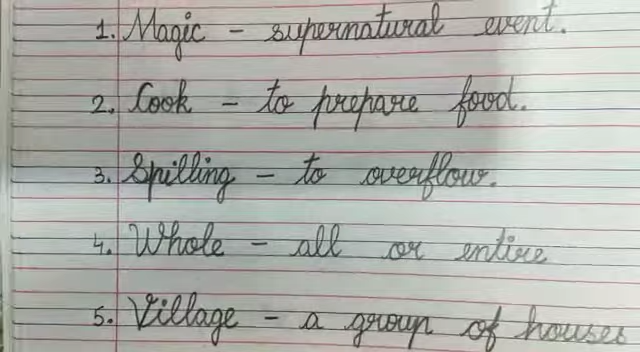 1. Magic - supernatural event.
2. Cook - to prepare food.
3. Spilling - to overflow.
4. Whole - all or entire
5. Village - a group of houses